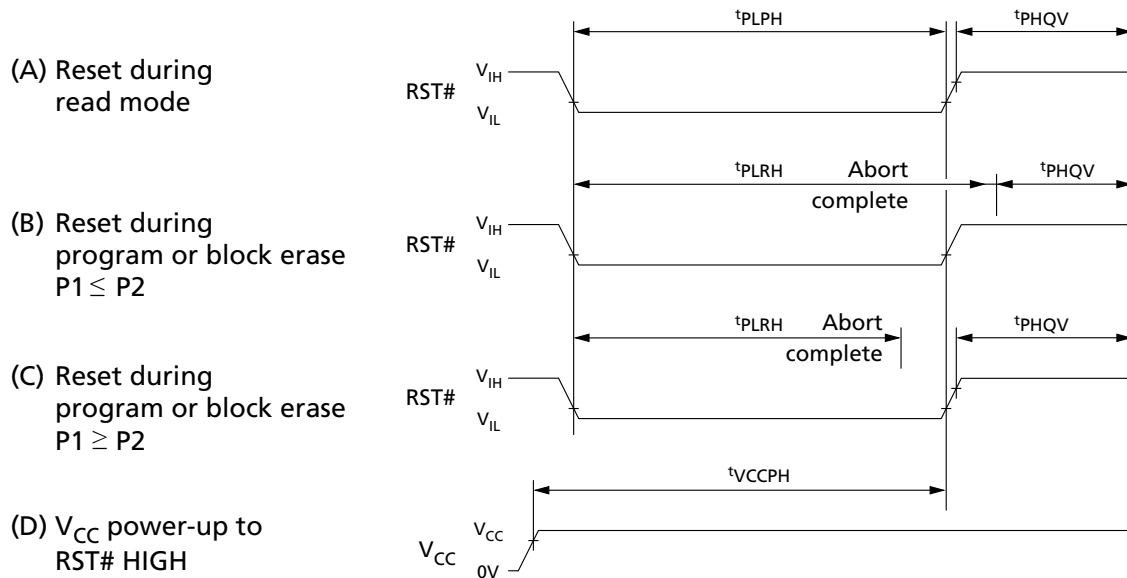 tPLPH
tPHQV
(A) Reset during
read mode
RST#
VIH
VIL
tPLRH
Abort
complete
tPHQV
(B) Reset during
program or block erase
P1 ≤ P2
RST#
VIH
VIL
tPLRH
Abort
complete
tPHQV
(C) Reset during
program or block erase
P1 ≥ P2
RST#
VIH
VIL
tVCCPH
(D) VCC power-up to
RST# HIGH
VCC
VCC
0V